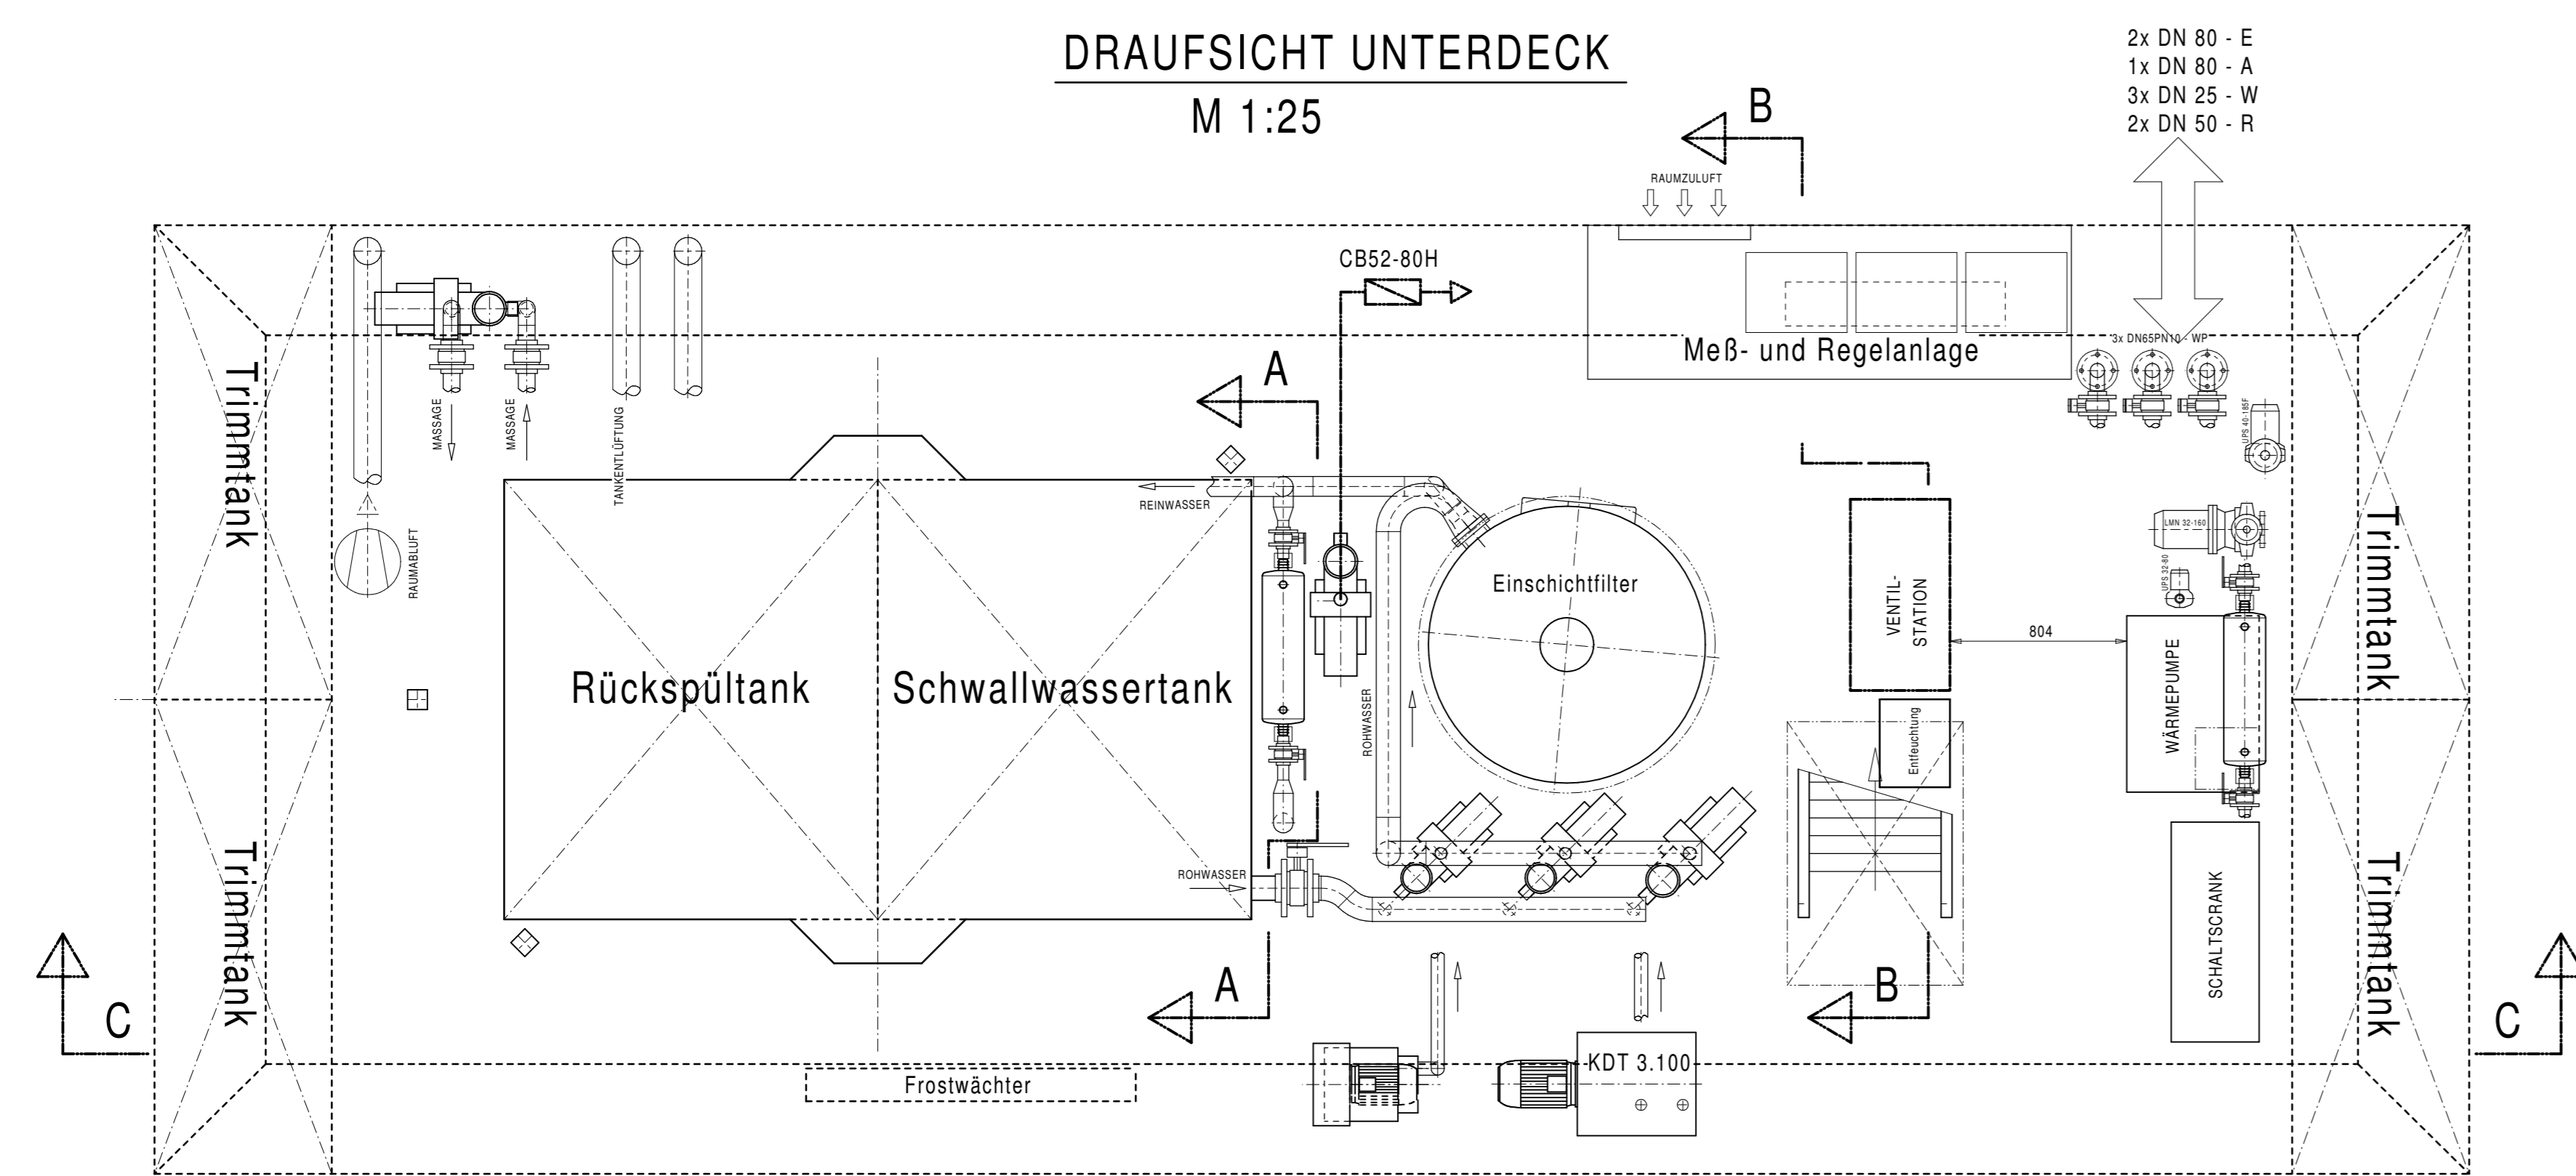 DRAUFSICHT UNTERDECK
M 1:25
2x DN 80 - E
1x DN 80 - A
3x DN 25 - W
2x DN 50 - R
B
RAUMZULUFT
CB52-80H
Meß- und Regelanlage
3x DN65PN10 - WP
A
Trimmtank
MASSAGE
MASSAGE
TANKENTLÜFTUNG
UPS 40-185F
REINWASSER
RAUMABLUFT
Einschichtfilter
VENTIL-
STATION
LMN 32-160
UPS 32-80
Trimmtank
804
Rückspültank
Schwallwassertank
ROHWASSER
WÄRMEPUMPE
Entfeuchtung
Trimmtank
ROHWASSER
SCHALTSCRANK
Trimmtank
A
B
C
C
KDT 3.100
Frostwächter